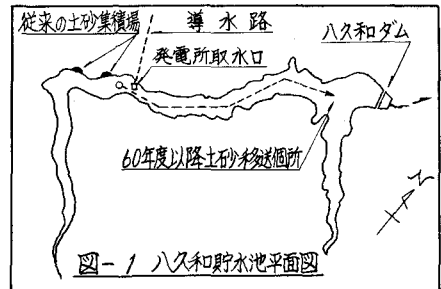 従来の土砂集積場
導水路
八久和ダム
発電所取水口
60年度以降土砂移送個所
図-1 八久和貯水池平面図